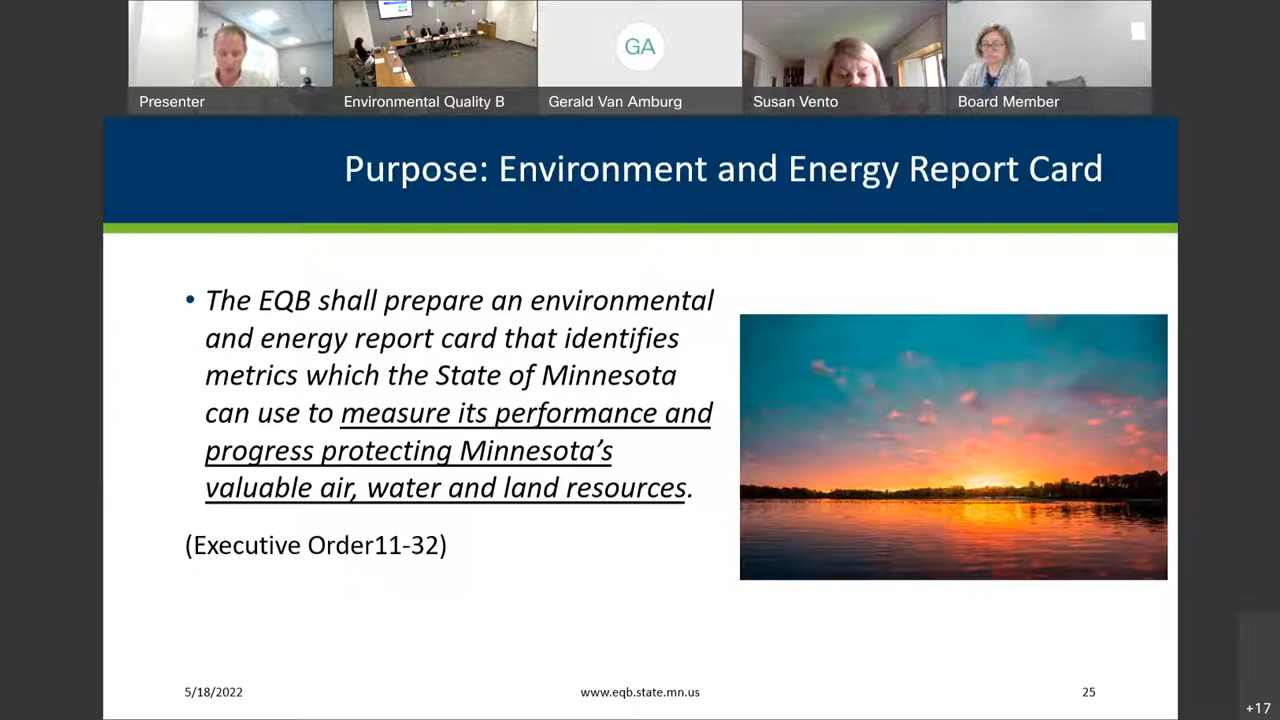 GA
Presenter
Environmental Quality B
Gerald Van Amburg
Susan Vento
Board Member
Purpose: Environment and Energy Report Card
• The EQB shall prepare an environmental
and energy report card that identifies
metrics which the State of Minnesota
can use to measure its performance and
progress protecting Minnesota’s
valuable air, water and land resources.
(Executive Order11-32)
5/18/2022
www.eqb.state.mn.us
25
+17